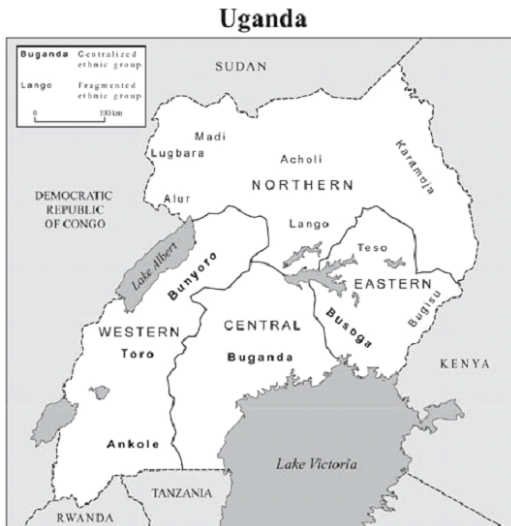 Uganda
Buganda Centralized
ethnic group
Lango Fragmented
ethnic group
0 100 km
SUDAN
Madi
Lugbara
Acholi
Karamoja
NORTHERN
DEMOCRATIC
REPUBLIC
OF CONGO
Alur
Lango
Teso
Lake Albert
Bunyoro
EASTERN
Bugisu
WESTERN
CENTRAL
Busoga
Toro
Buganda
KENYA
Ankole
Lake Victoria
TANZANIA
RWANDA